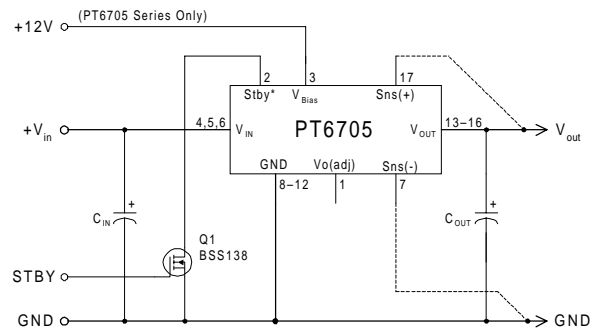 (PT6705 Series Only)
+12V
2
3
17
Stby*
VBias
Sns(+)
+Vin
4,5,6
VIN
PT6705
VOUT
13–16
Vout
GND
Vo(adj)
Sns(-)
8–12
1
7
+
CIN
+
COUT
Q1
BSS138
STBY
GND
GND